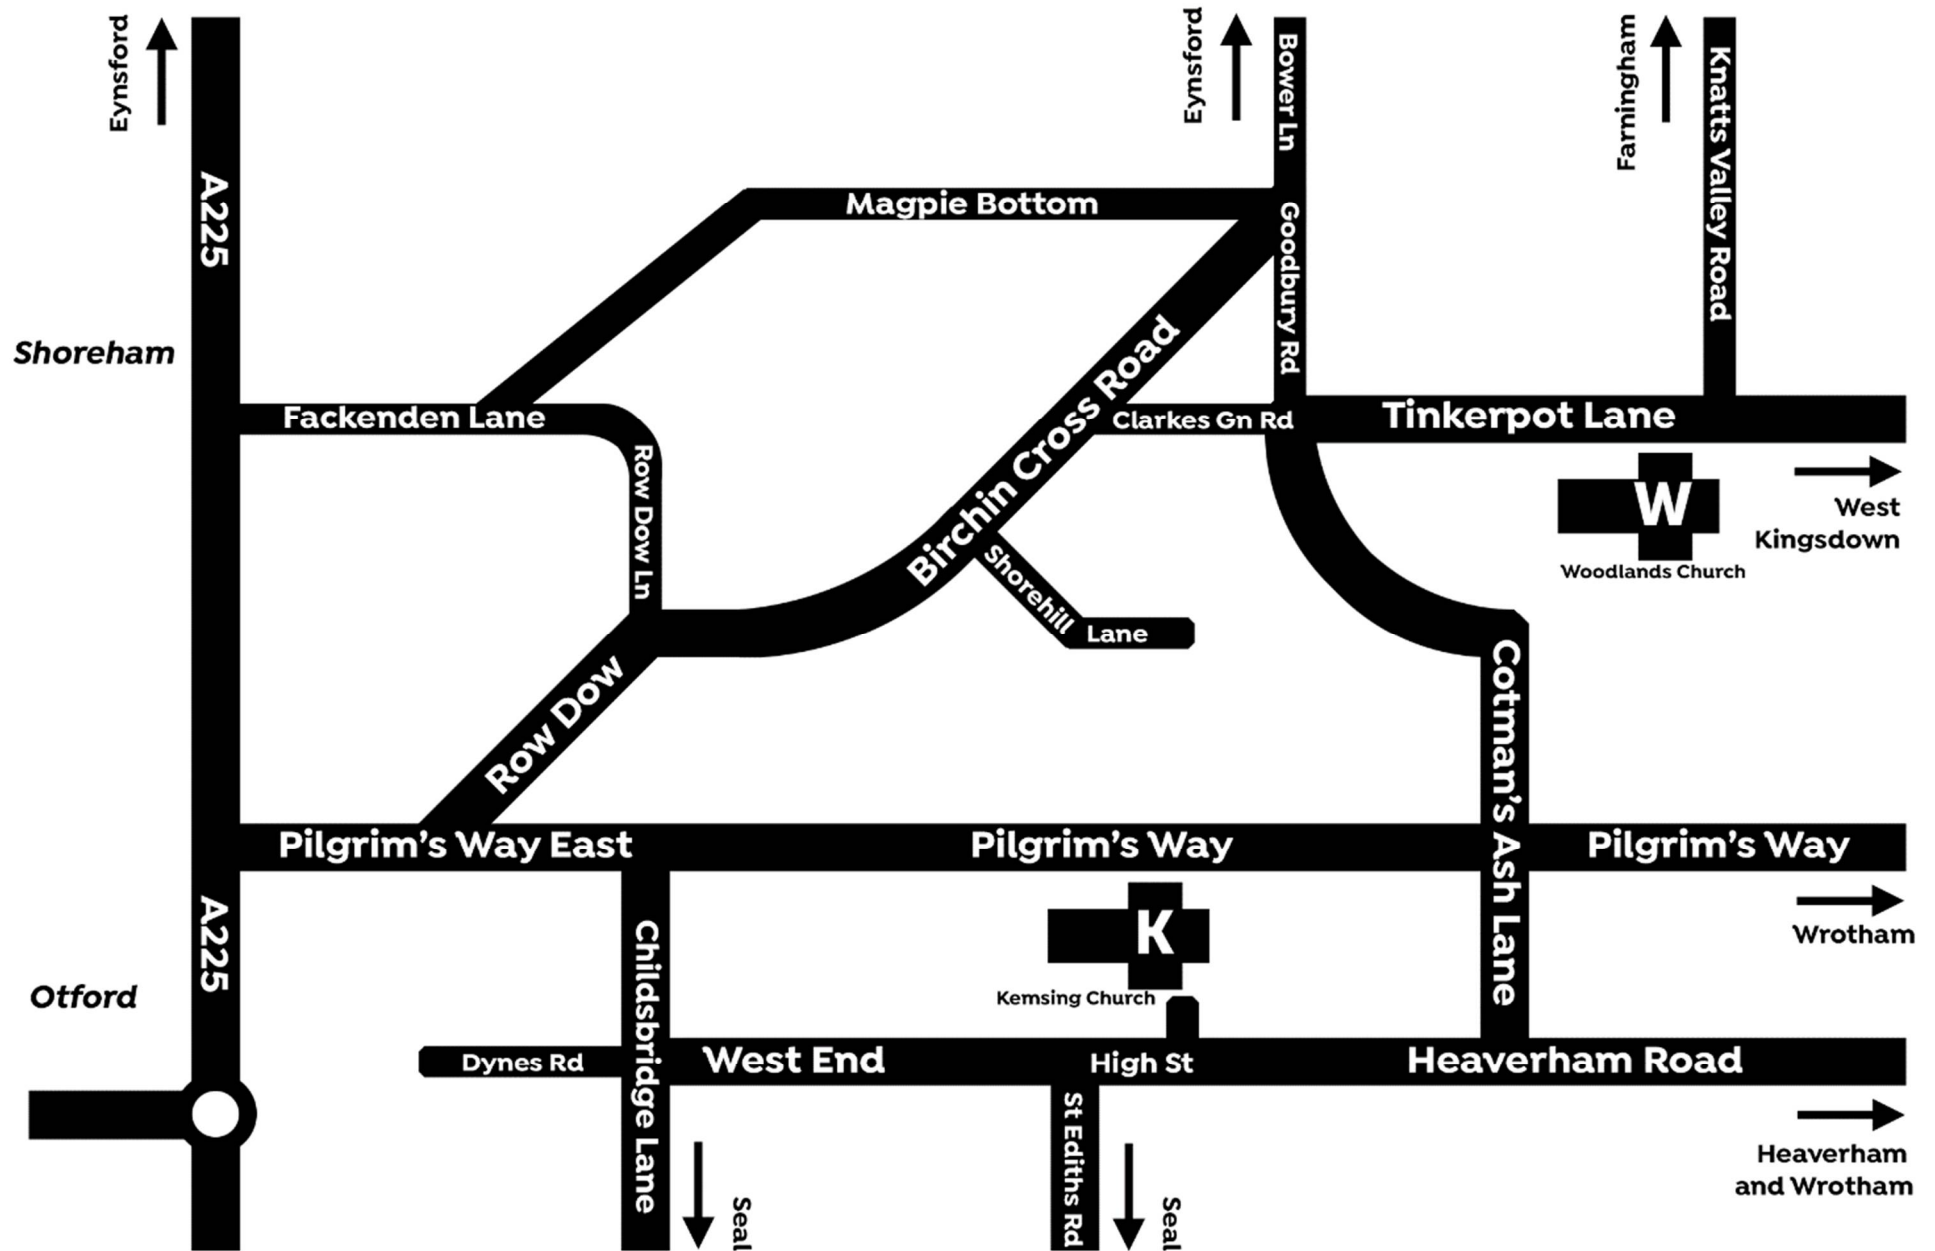 Eynsford
Eynsford
Bower Ln
Farningham
Knatts Valley Road
A225
Magpie Bottom
Goodbury Rd
Shoreham
Fackenden Lane
Birchin Cross Road
Clarkes Gn Rd
Tinkerpot Lane
Row Dow Ln
W
West
Kingsdown
Woodlands Church
Shorehill
Lane
Row Dow
Cotman's Ash Lane
Pilgrim's Way East
Pilgrim's Way
Pilgrim's Way
A225
K
Wrotham
Otford
Kemsing Church
Childsbridge Lane
Dynes Rd
West End
High St
Heaverham Road
St Ediths Rd
Heaverham
and Wrotham
Seal
Seal